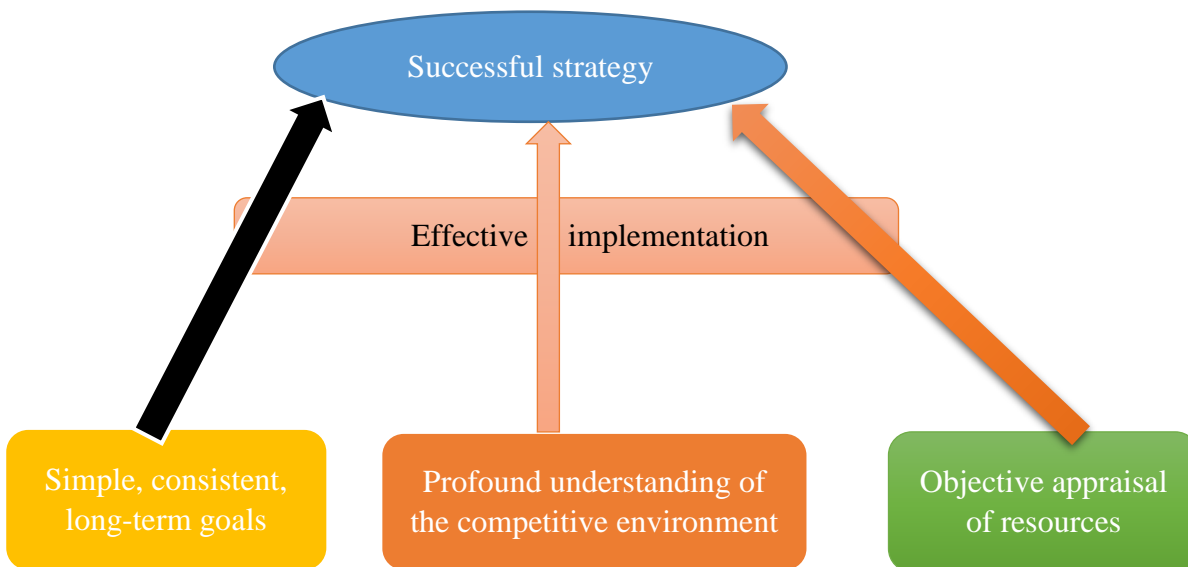 Successful strategy
Effective implementation
Simple, consistent,
long-term goals
Profound understanding of
the competitive environment
Objective appraisal
of resources